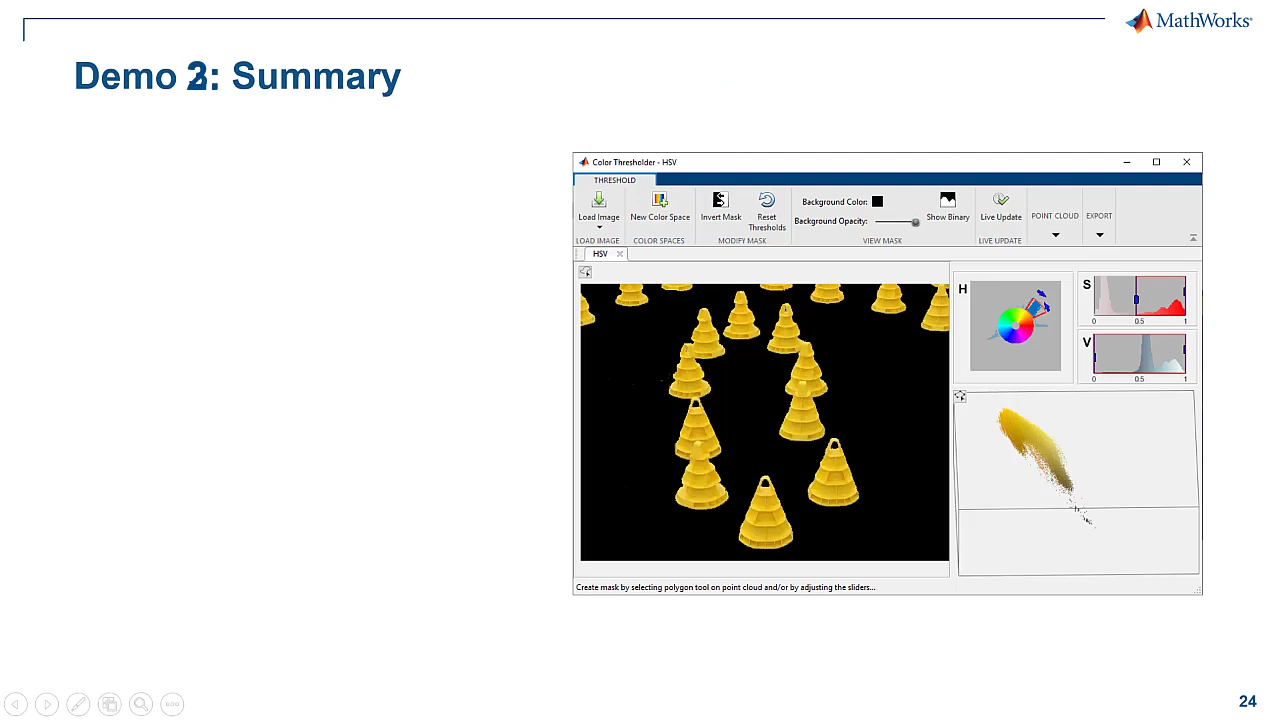 MathWorks®
Demo : Summary
Color Thresholder - HSV
THRESHOLD
Load Image
New Color Space
Invert Mask
Reset Thresholds
Background Color:
Background Opacity:
Show Binary
Live Update
POINT CLOUD
EXPORT
LOAD IMAGE
COLOR SPACES
MODIFY MASK
VIEW MASK
LIVE UPDATE
HSV
H
S
0 0.5 1
V
0 0.5 1
Create mask by selecting polygon tool on point cloud and/or by adjusting the sliders...
24